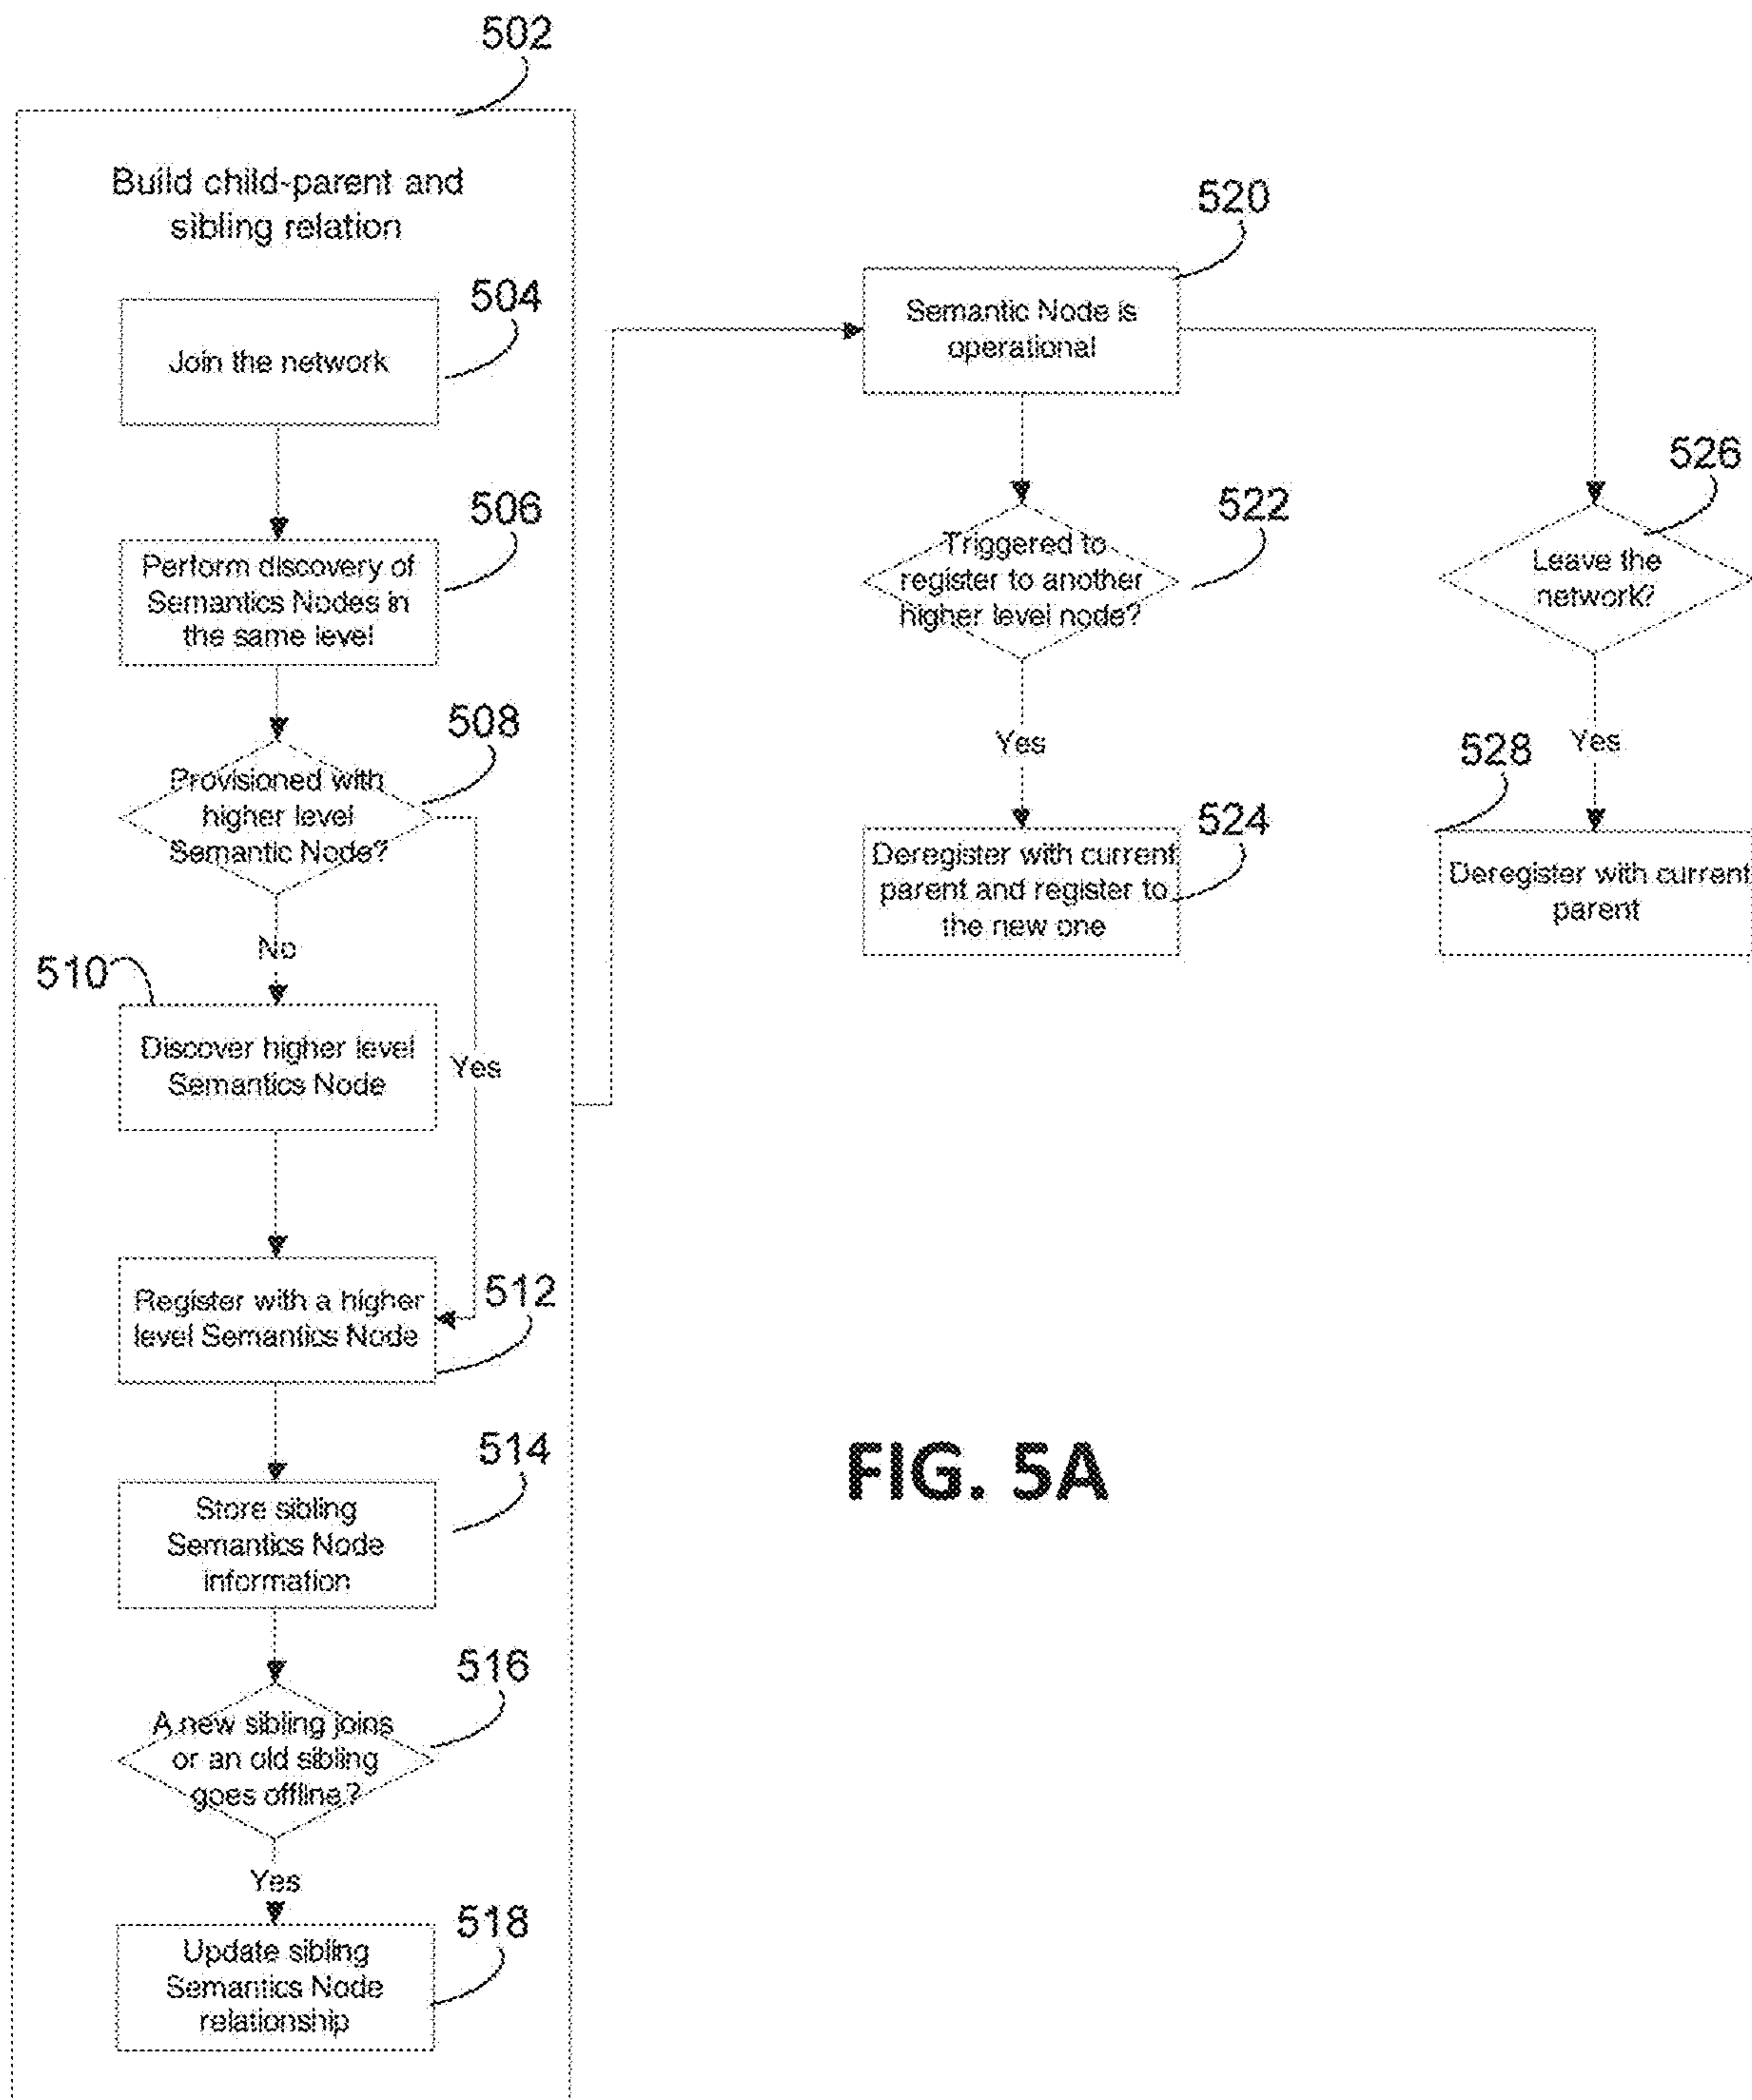 502
Build child-parent and
sibling relation
504
Join the network
506
Perform discovery of
Semantics Nodes in
the same level
508
Provisioned with
higher level
Semantic Node?
No
510
Discover higher level
Semantics Node
Yes
Register with a higher
level Semantics Node
512
514
Store sibling
Semantics Node
information
516
A new sibling joins
or an old sibling
goes offline?
Yes
518
Update sibling
Semantics Node
relationship
520
Semantic Node is
operational
522
Triggered to
register to another
higher level node?
Yes
524
Deregister with current
parent and register to
the new one
526
Leave the
network?
Yes
528
Deregister with current
parent
FIG. 5A